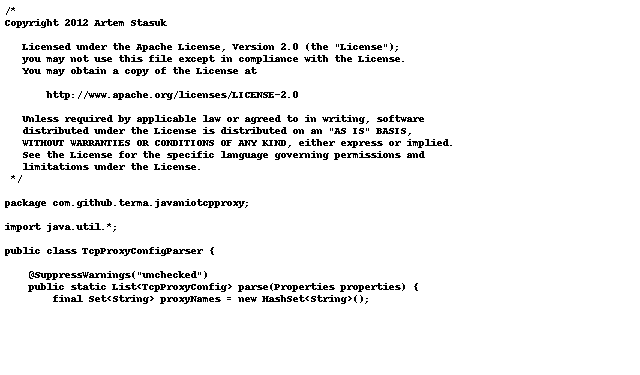 /*
Copyright 2012 Artem Stasuk

   Licensed under the Apache License, Version 2.0 (the "License");
   you may not use this file except in compliance with the License.
   You may obtain a copy of the License at

       http://www.apache.org/licenses/LICENSE-2.0

   Unless required by applicable law or agreed to in writing, software
   distributed under the License is distributed on an "AS IS" BASIS,
   WITHOUT WARRANTIES OR CONDITIONS OF ANY KIND, either express or implied.
   See the License for the specific language governing permissions and
   limitations under the License.
 */

package com.github.terma.javaniotcpproxy;

import java.util.*;

public class TcpProxyConfigParser {

    @SuppressWarnings("unchecked")
    public static List<TcpProxyConfig> parse(Properties properties) {
        final Set<String> proxyNames = new HashSet<String>();